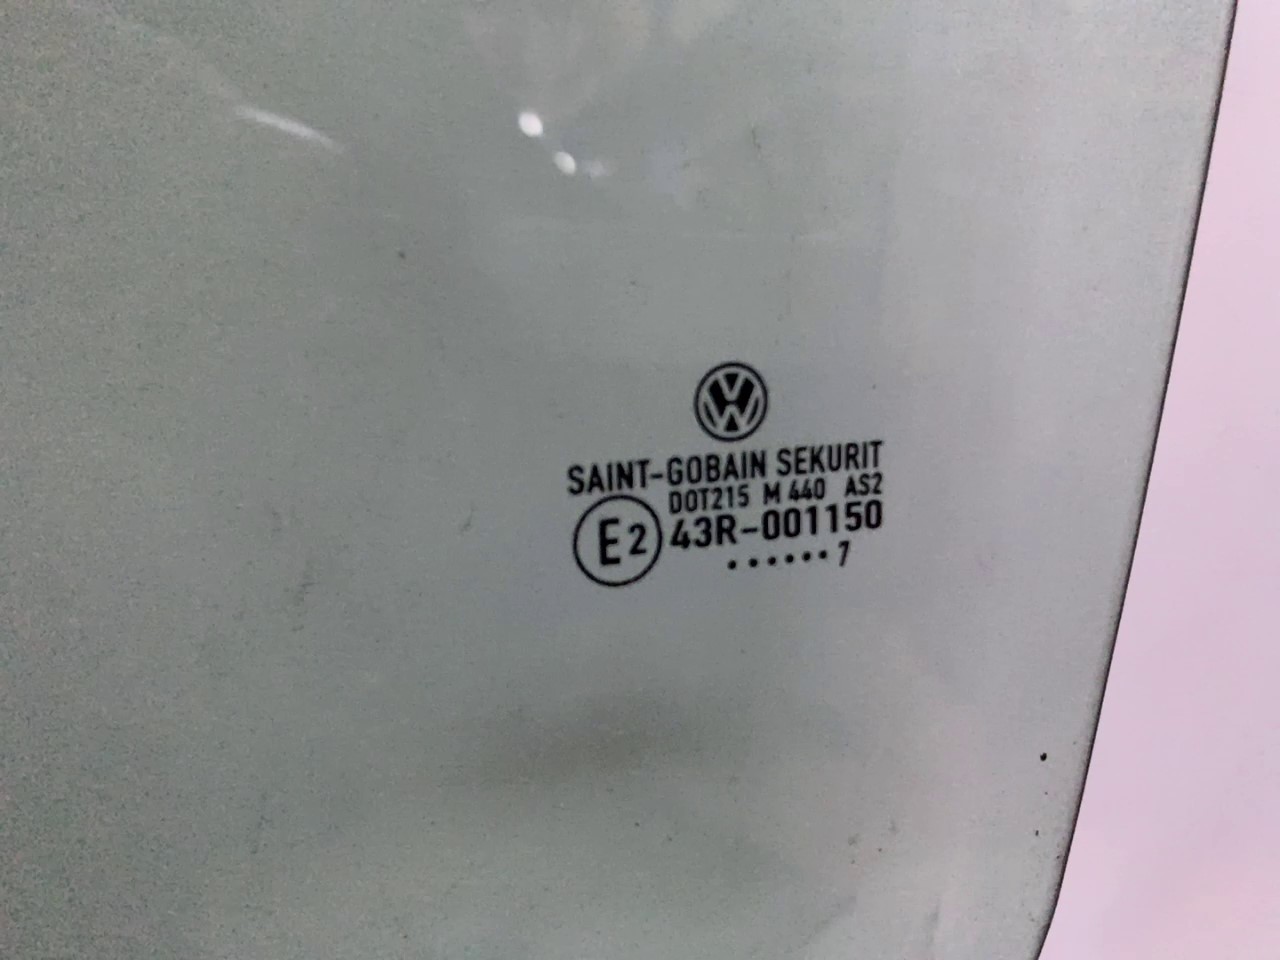 SAINT-GOBAIN SEKURIT
DOT215 M 440 AS2
E2 43R-001150
......7